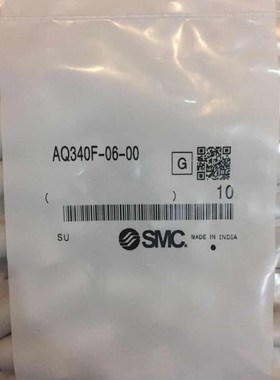 AQ340F-06-00
G
( ) 10
SU SMC. MADE IN INDIA